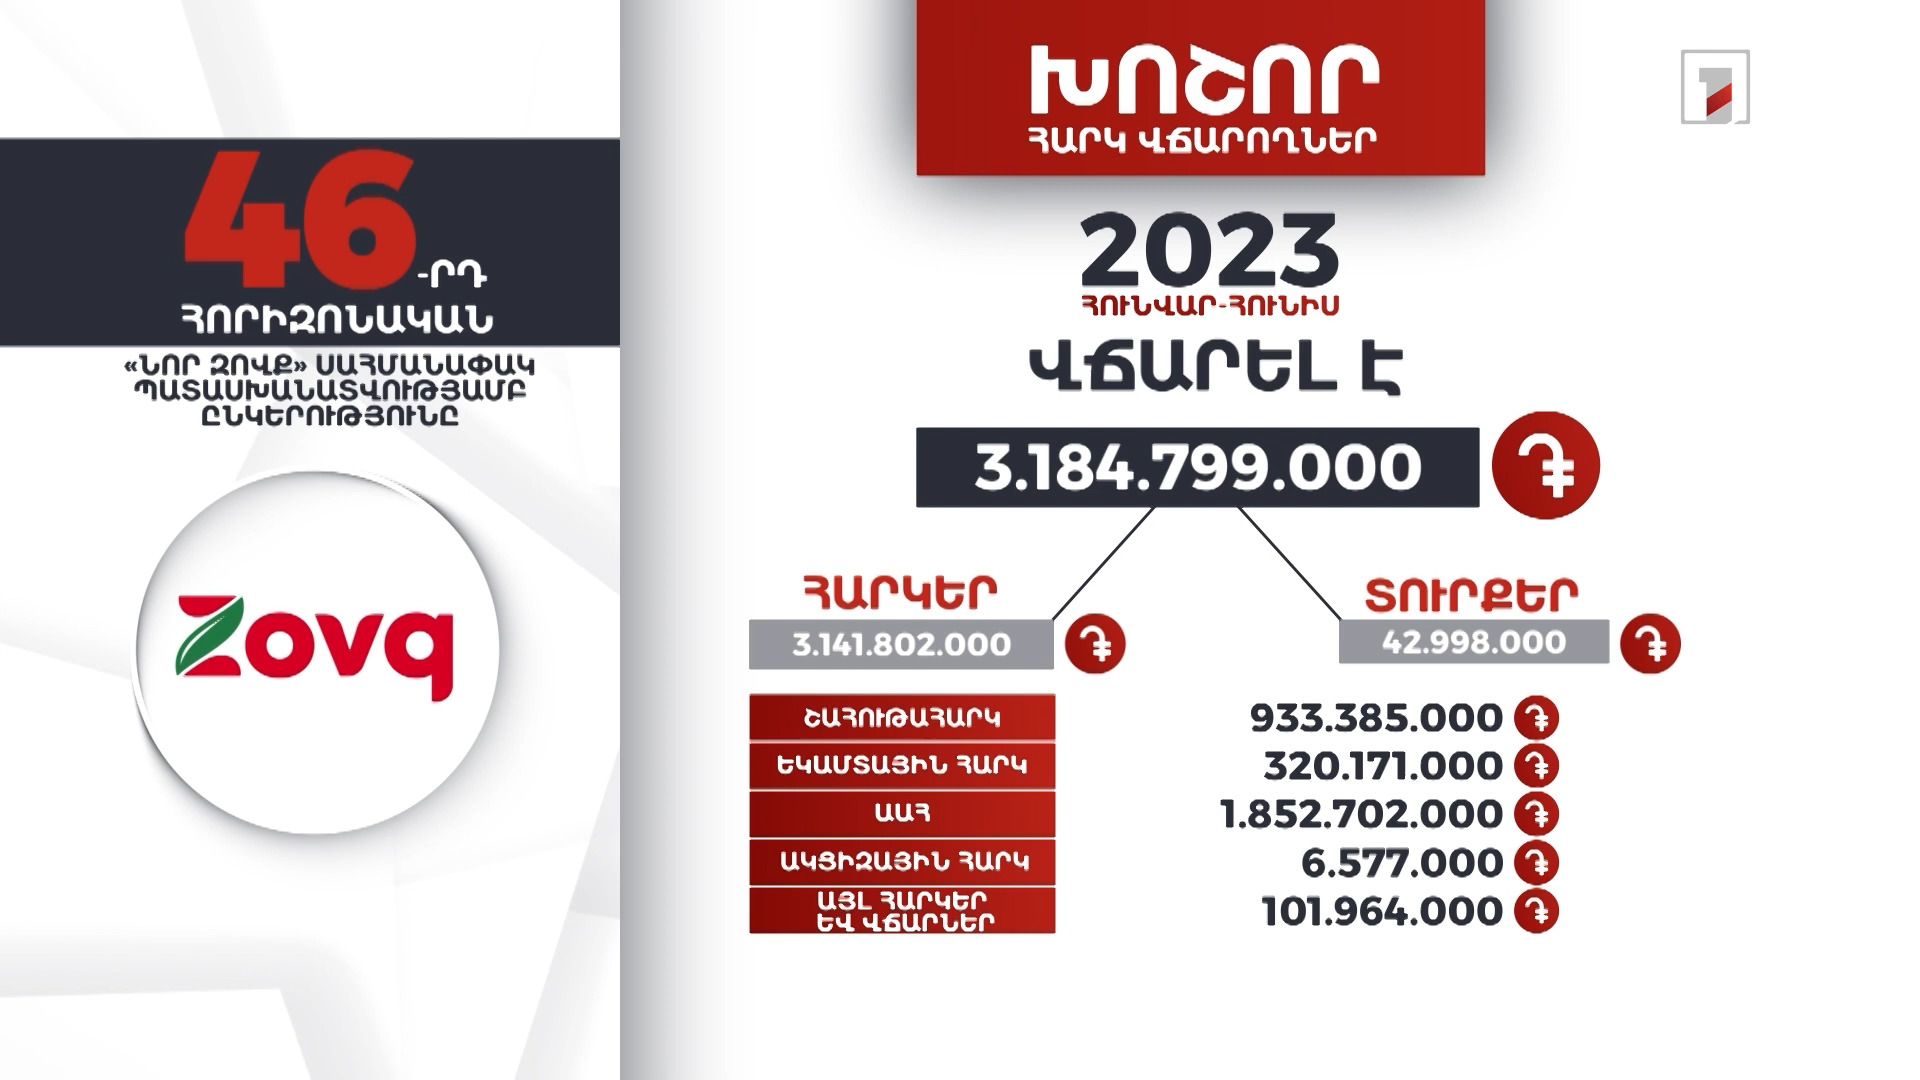 46-ՐԴ
ՀՈՐԻԶՈՆԱԿԱՆ
«ՆՈՐ ԶՈՎՔ» ՍԱՀՄԱՆԱՓԱԿ
ՊԱՏԱՍԽԱՆԱՏՎՈՒԹՅԱՄԲ
ԸՆԿԵՐՈՒԹՅՈՒՆԸ
Zovq
ԽՈՇՈՐ
ՀԱՐԿ ՎՃԱՐՈՂՆԵՐ
1
2023
ՀՈՒՆՎԱՐ-ՀՈՒՆԻՍ
ՎՃԱՐԵԼ Է
3.184.799.000 ֏
ՀԱՐԿԵՐ
3.141.802.000 ֏
ՏՈՒՐՔԵՐ
42.998.000 ֏
ՇԱՀՈՒԹԱՀԱՐԿ 933.385.000 ֏
ԵԿԱՄՏԱՅԻՆ ՀԱՐԿ 320.171.000 ֏
ԱԱՀ 1.852.702.000 ֏
ԱԿՑԻԶԱՅԻՆ ՀԱՐԿ 6.577.000 ֏
ԱՅԼ ՀԱՐԿԵՐ
ԵՎ ՎՃԱՐՆԵՐ 101.964.000 ֏